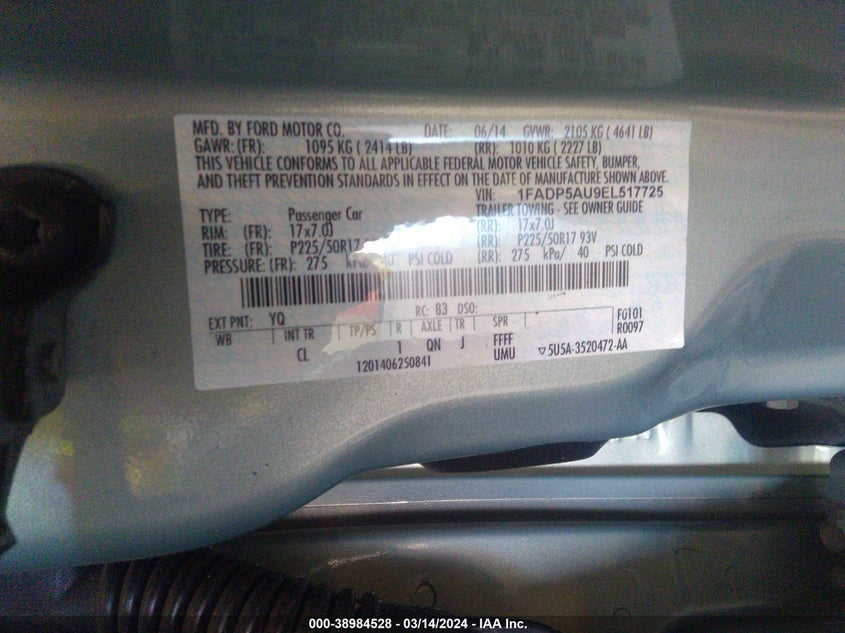 MFD. BY FORD MOTOR CO. DATE: 06/14 GVWR: 2105 KG ( 4641 LB)
GAWR: (FR): 1095 KG ( 2414 LB) (RR): 1010 KG ( 2227 LB)
THIS VEHICLE CONFORMS TO ALL APPLICABLE FEDERAL MOTOR VEHICLE SAFETY, BUMPER,
AND THEFT PREVENTION STANDARDS IN EFFECT ON THE DATE OF MANUFACTURE SHOWN ABOVE.
VIN: 1FADP5AU9EL517725
TYPE: Passenger Car TRAILER TOWING - SEE OWNER GUIDE
RIM: (FR): 17x7.0J (RR): 17x7.0J
TIRE: (FR): P225/50R17 (RR): P225/50R17 93V
PRESSURE: (FR): 275 kPa/ 40 PSI COLD (RR): 275 kPa/ 40 PSI COLD
EXT PNT: YQ RC: 83 DSO: F0101
WB INT TR TP/PS R AXLE TR SPR R0097
CL 1 QN J FFFF
UMU
1201406250841 ▽5U5A-3520472-AA
000-38984528 - 03/14/2024 - IAA Inc.